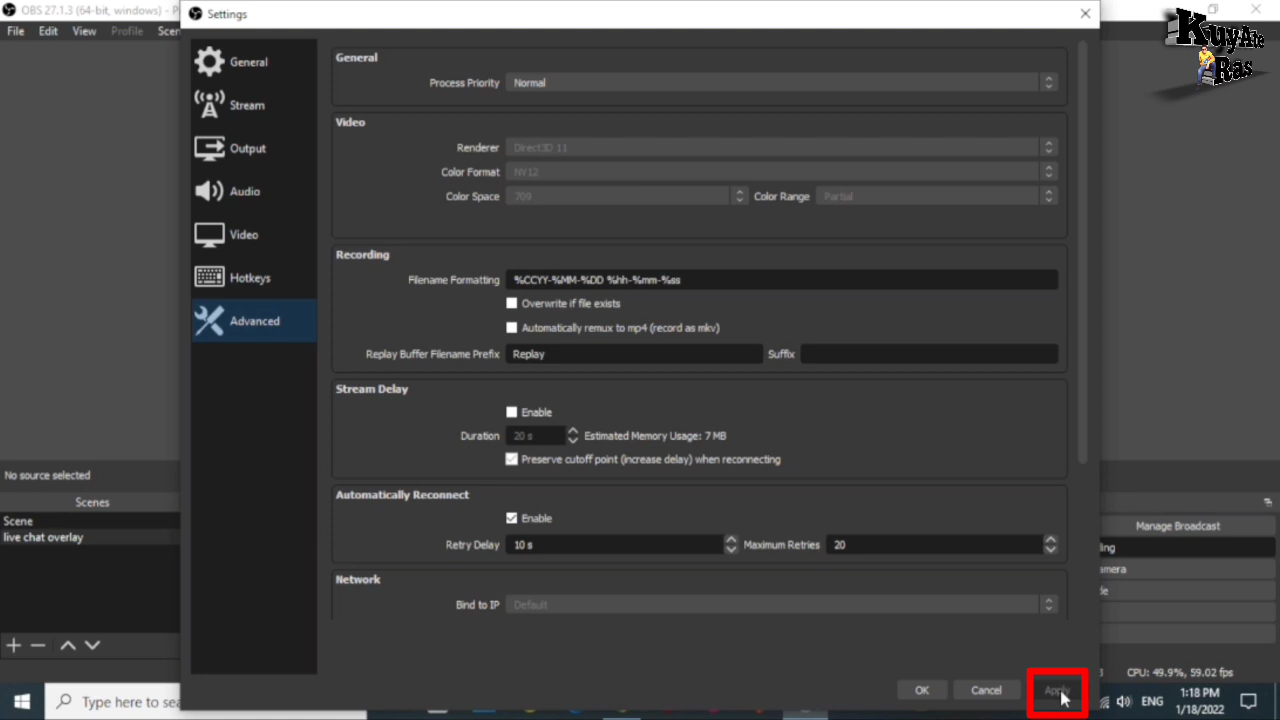 OBS 27.1.3 (64-bit, windows) - P
Settings
KuyAte
Ras
File Edit View Profile Scen
General
Stream
Output
Audio
Video
Hotkeys
Advanced
General
Process Priority Normal
Video
Renderer Direct3D 11
Color Format NV12
Color Space 709 Color Range Partial
Recording
Filename Formatting %CCYY-%MM-%DD %hh-%mm-%ss
Overwrite if file exists
Automatically remux to mp4 (record as mkv)
Replay Buffer Filename Prefix Replay Suffix
Stream Delay
Enable
Duration 20 s Estimated Memory Usage: 7 MB
Preserve cutoff point (increase delay) when reconnecting
Automatically Reconnect
Enable
Retry Delay 10 s Maximum Retries 20
Network
Bind to IP Default
OK Cancel Apply
No source selected
Scenes
Scene
live chat overlay
Manage Broadcast
ing
amera
de
CPU: 49.9%, 59.02 fps
Type here to sea
ENG
1:18 PM
1/18/2022